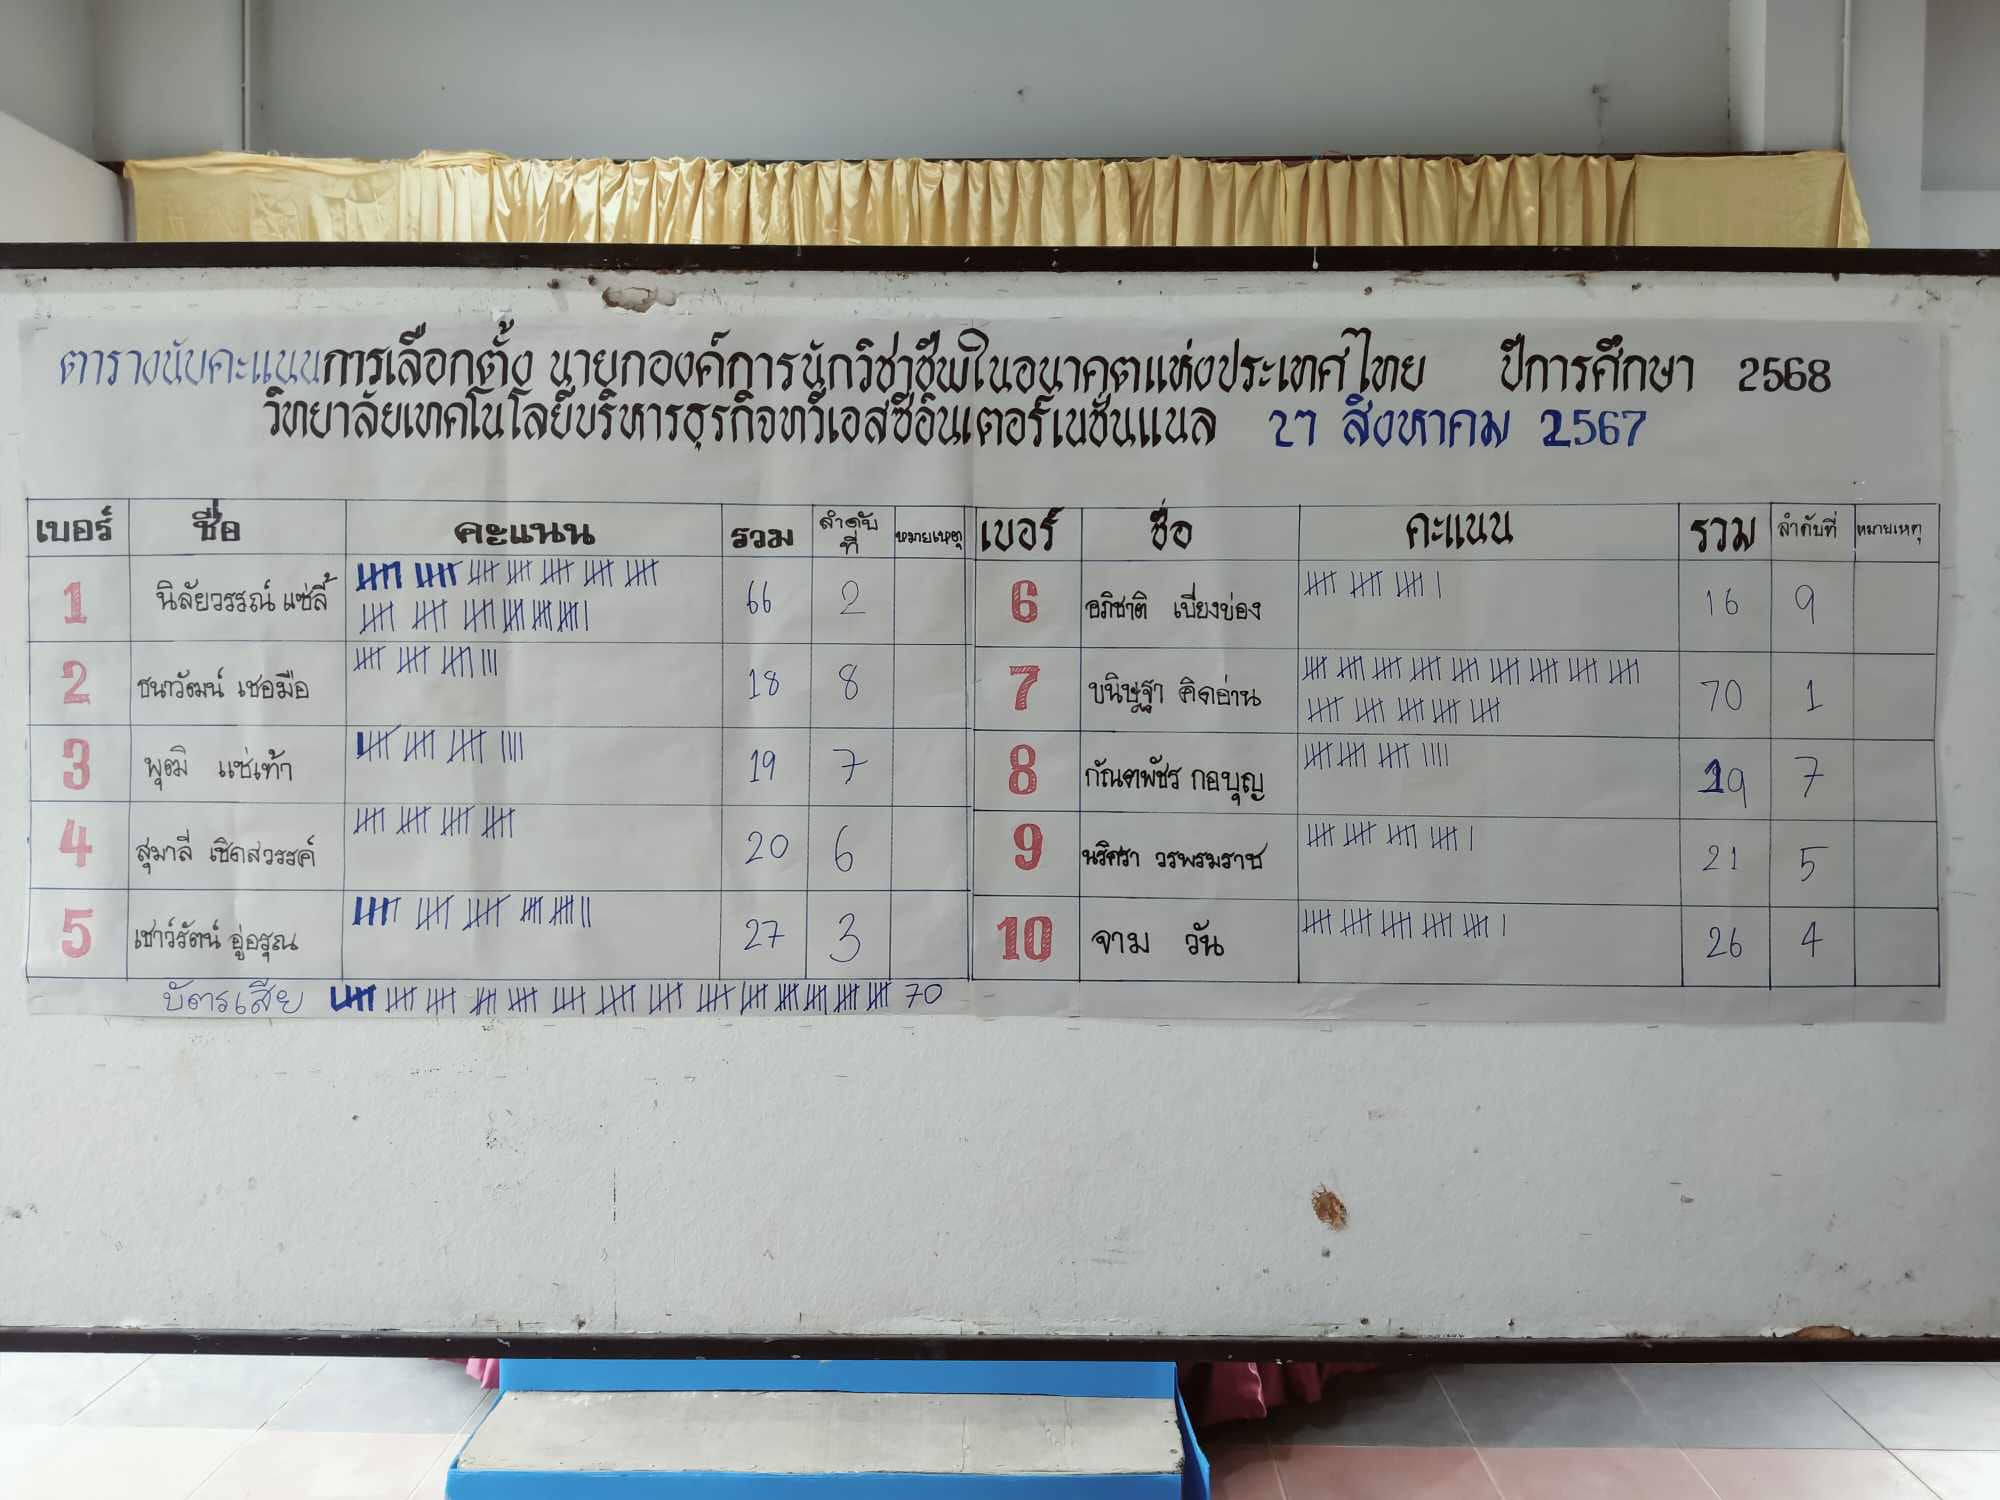 ตารางนับคะแนนการเลือกตั้ง นายกองค์การนักวิชาชีพในอนาคตแห่งประเทศไทย ปีการศึกษา 2568
วิทยาลัยเทคโนโลยีบริหารธุรกิจทวีเอสซีอินเตอร์เนชั่นแนล 27 สิงหาคม 2567
เบอร์ ชื่อ คะแนน รวม ลำดับที่ หมายเหตุ เบอร์ ชื่อ คะแนน รวม ลำดับที่ หมายเหตุ
1 นิลัยวรรณ์ แซ่ลี้ 66 2
2 ธนาวัฒน์ เชอมือ 18 8
3 พุฒิ แซ่เท้า 19 7
4 สุมาลี่ เชิดสวรรค์ 20 6
5 เชาว์รัตน์ อู่อรุณ 27 3
6 อภิชาติ เบียงข่อง 16 9
7 ขนิษฐา คิดอ่าน 70 1
8 กัณตพัชร กอบุญ 19 7
9 นริศรา วรพรมราช 21 5
10 จาม วัน 26 4
บัตรเสีย 70